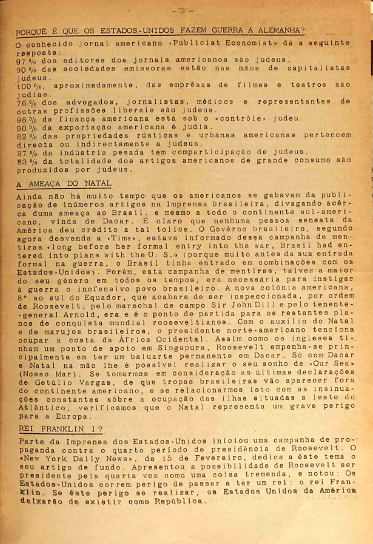 -3-
PORQUÊ É QUE OS ESTADOS-UNIDOS FAZEM GUERRA Á ALEMANHA?
O conhecido jornal americano «Publicist Economist» dá a seguinte
resposta:
97% dos editores dos jornais americanos são judeus.
90% das sociedades emissoras estão nas mãos de capitalistas
judeus.
100%, aproximadamente, das emprêsas de filmes e teatros são
judias.
76% dos advogados, jornalistas, médicos e representantes de
outras profissões liberais são judeus.
98% da finança americana está sob o «contrôle» judeu.
90% da exportação americana é judia.
82% das propriedades rústicas e urbanas americanas pertencem
directa ou indirectamente a judeus.
87% da indústria pesada tem comparticipação de judeus.
83% da totalidade dos artigos americanos de grande consumo são
produzidos por judeus.
A AMEAÇA DO NATAL
Ainda não há muito tempo que os americanos se gabavam da publi-
cação de inúmeros artigos na Imprensa brasileira, divagando àcêr-
ca duma ameaça ao Brasil, e mesmo a todo o continente sul-ameri-
cano, vinda de Dacar. É claro que nenhuma pessoa sensata da
América deu crédito a tal tolice. O Govêrno brasileiro, segundo
agora desvenda a «Time», estava informado dessa campanha de men-
tiras «long before her formal entry into the war, Brasil had en-
tered into plans with the U. S.» (porque muito antes da sua entrada
formal na guerra, o Brasil tinha entrado em combinações com os
Estados-Unidos). Porém, esta campanha de mentiras, talvez a maior
do seu género em todos os tempos, era necessária para instigar
à guerra o inofensivo povo brasileiro. A nova colónia americana
8º ao sul do Equador, que acabara de ser inspeccionada, por ordem
de Roosevelt, pelo marechal de campo Sir John Dill e pelo tenente-
-general Arnold, era e é o ponto de partida para os restantes pla-
nos de conquista mundial rooseveltiana. Com o auxílio do Natal
e de marujos brasileiros, o presidente norte-americano tenciona
ocupar a costa da África Ocidental. Assim como os ingleses ti-
nham um ponto de apoio em Singapura, Roosevelt empenha-se prin-
cipalmente em ter um baluarte permanente em Dacar. Só com Dacar
e Natal na mão lhe é possível realizar o seu sonho de «Our Sea»
(Nosso Mar). Se tomarmos em consideração as últimas declarações
de Getúlio Vargas, de que tropas brasileiras vão aparecer fora
do continente americano, e se relacionarmos isto com as insinua-
ções constantes sôbre a ocupação das ilhas situadas a leste do
Atlântico, verificamos que o Natal representa um grave perigo
para a Europa.
REI FRANKLIN I?
Parte da Imprensa dos Estados-Unidos iniciou uma campanha de pro-
paganda contra o quarto período de presidência de Roosevelt. O
«New York Daily News», de 15 de Fevereiro, dedica a êste tema o
seu artigo de fundo. Apresentou a possibilidade de Roosevelt ser
presidente pela quarta vez como coisa tremenda, e notou: Os
Estados-Unidos correm perigo de passar a ter um rei: o rei Fran-
klin. Se êste perigo se realizar, os Estados Unidos da América
deixarão de existir como República.